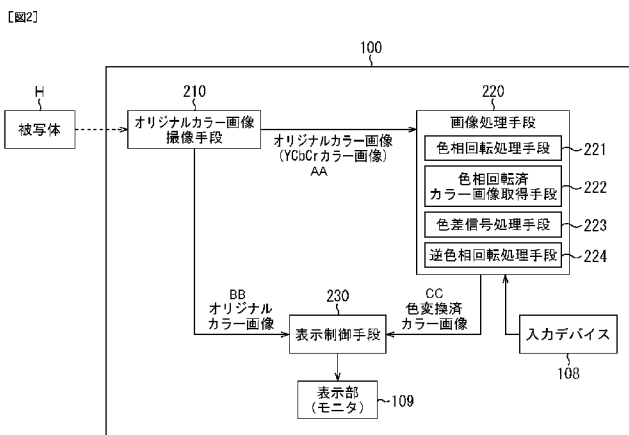 [図2]
100
H
被写体
210
オリジナルカラー画像
撮像手段
オリジナルカラー画像
(YCbCrカラー画像)
AA
220
画像処理手段
色相回転処理手段
221
色相回転済
カラー画像取得手段
222
色差信号処理手段
223
逆色相回転処理手段
224
BB
オリジナル
カラー画像
230
表示制御手段
CC
色変換済
カラー画像
入力デバイス
108
表示部
(モニタ)
109